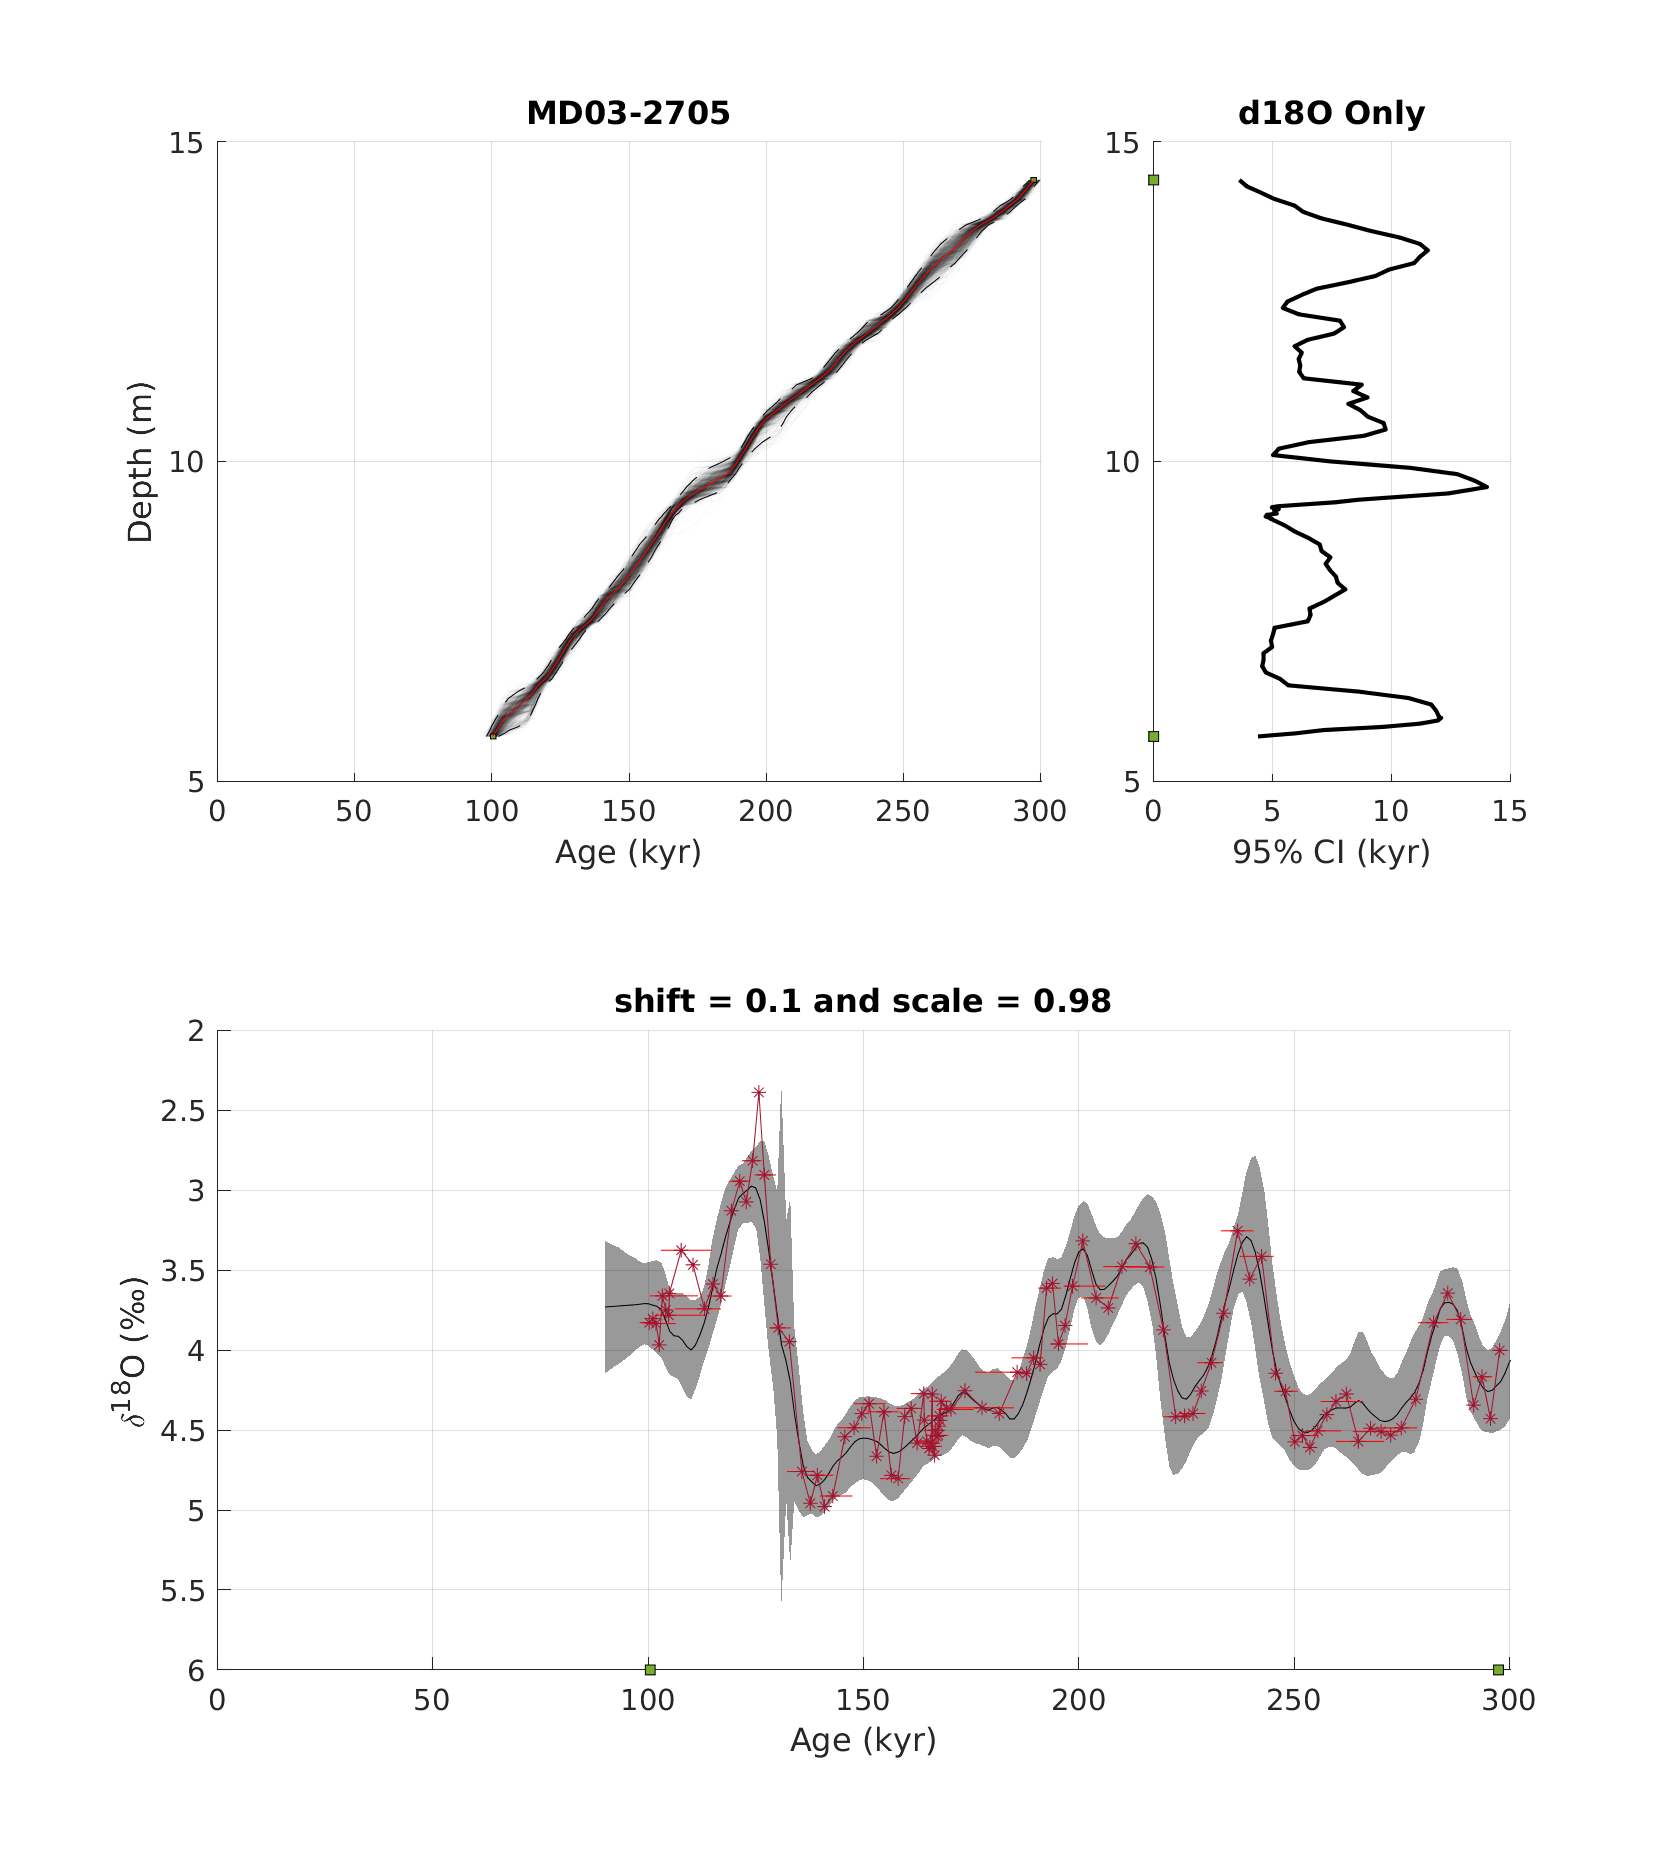 MD03-2705
d18O Only
15
10
5
Depth (m)
0 50 100 150 200 250 300
Age (kyr)
15
10
5
0 5 10 15
95% CI (kyr)
shift = 0.1 and scale = 0.98
2
2.5
3
3.5
4
4.5
5
5.5
6
δ18O (‰)
0 50 100 150 200 250 300
Age (kyr)